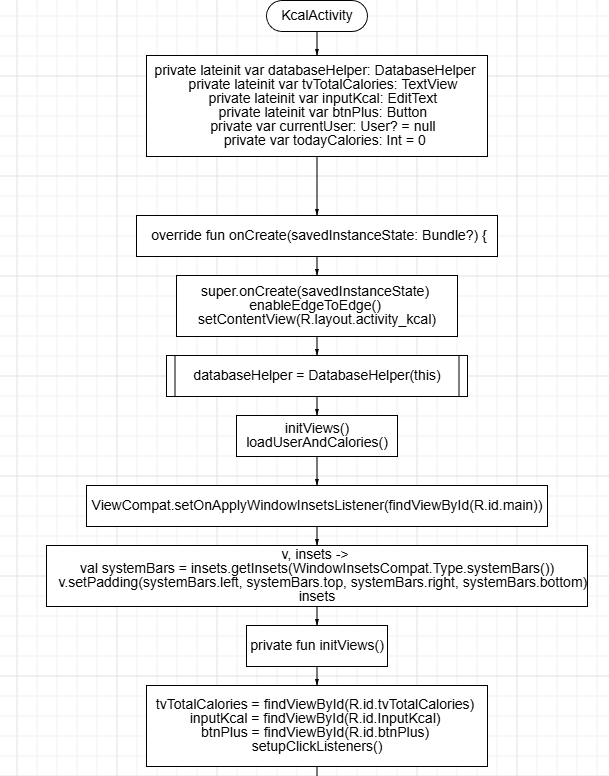 KcalActivity
private lateinit var databaseHelper: DatabaseHelper
private lateinit var tvTotalCalories: TextView
private lateinit var inputKcal: EditText
private lateinit var btnPlus: Button
private var currentUser: User? = null
private var todayCalories: Int = 0
override fun onCreate(savedInstanceState: Bundle?) {
super.onCreate(savedInstanceState)
enableEdgeToEdge()
setContentView(R.layout.activity_kcal)
databaseHelper = DatabaseHelper(this)
initViews()
loadUserAndCalories()
ViewCompat.setOnApplyWindowInsetsListener(findViewById(R.id.main))
v, insets ->
val systemBars = insets.getInsets(WindowInsetsCompat.Type.systemBars())
v.setPadding(systemBars.left, systemBars.top, systemBars.right, systemBars.bottom)
insets
private fun initViews()
tvTotalCalories = findViewById(R.id.tvTotalCalories)
inputKcal = findViewById(R.id.InputKcal)
btnPlus = findViewById(R.id.btnPlus)
setupClickListeners()